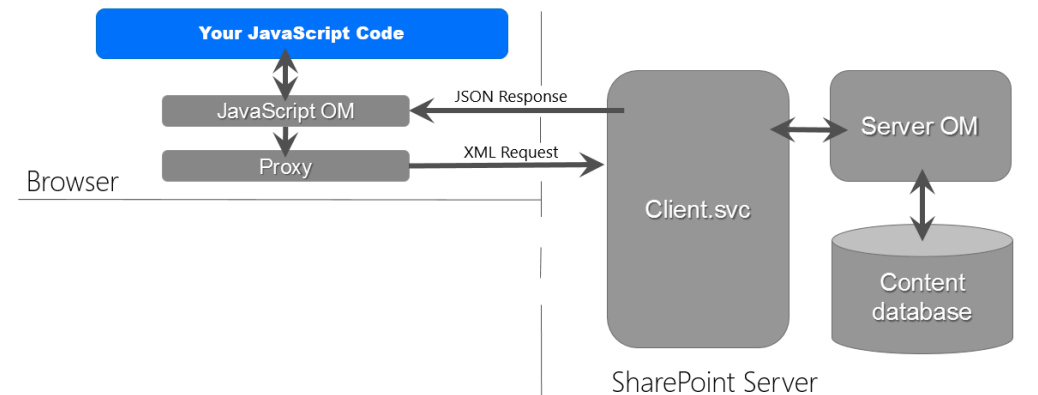 Your JavaScript Code
JavaScript OM
JSON Response
Proxy
XML Request
Browser
Client.svc
Server OM
Content
database
SharePoint Server